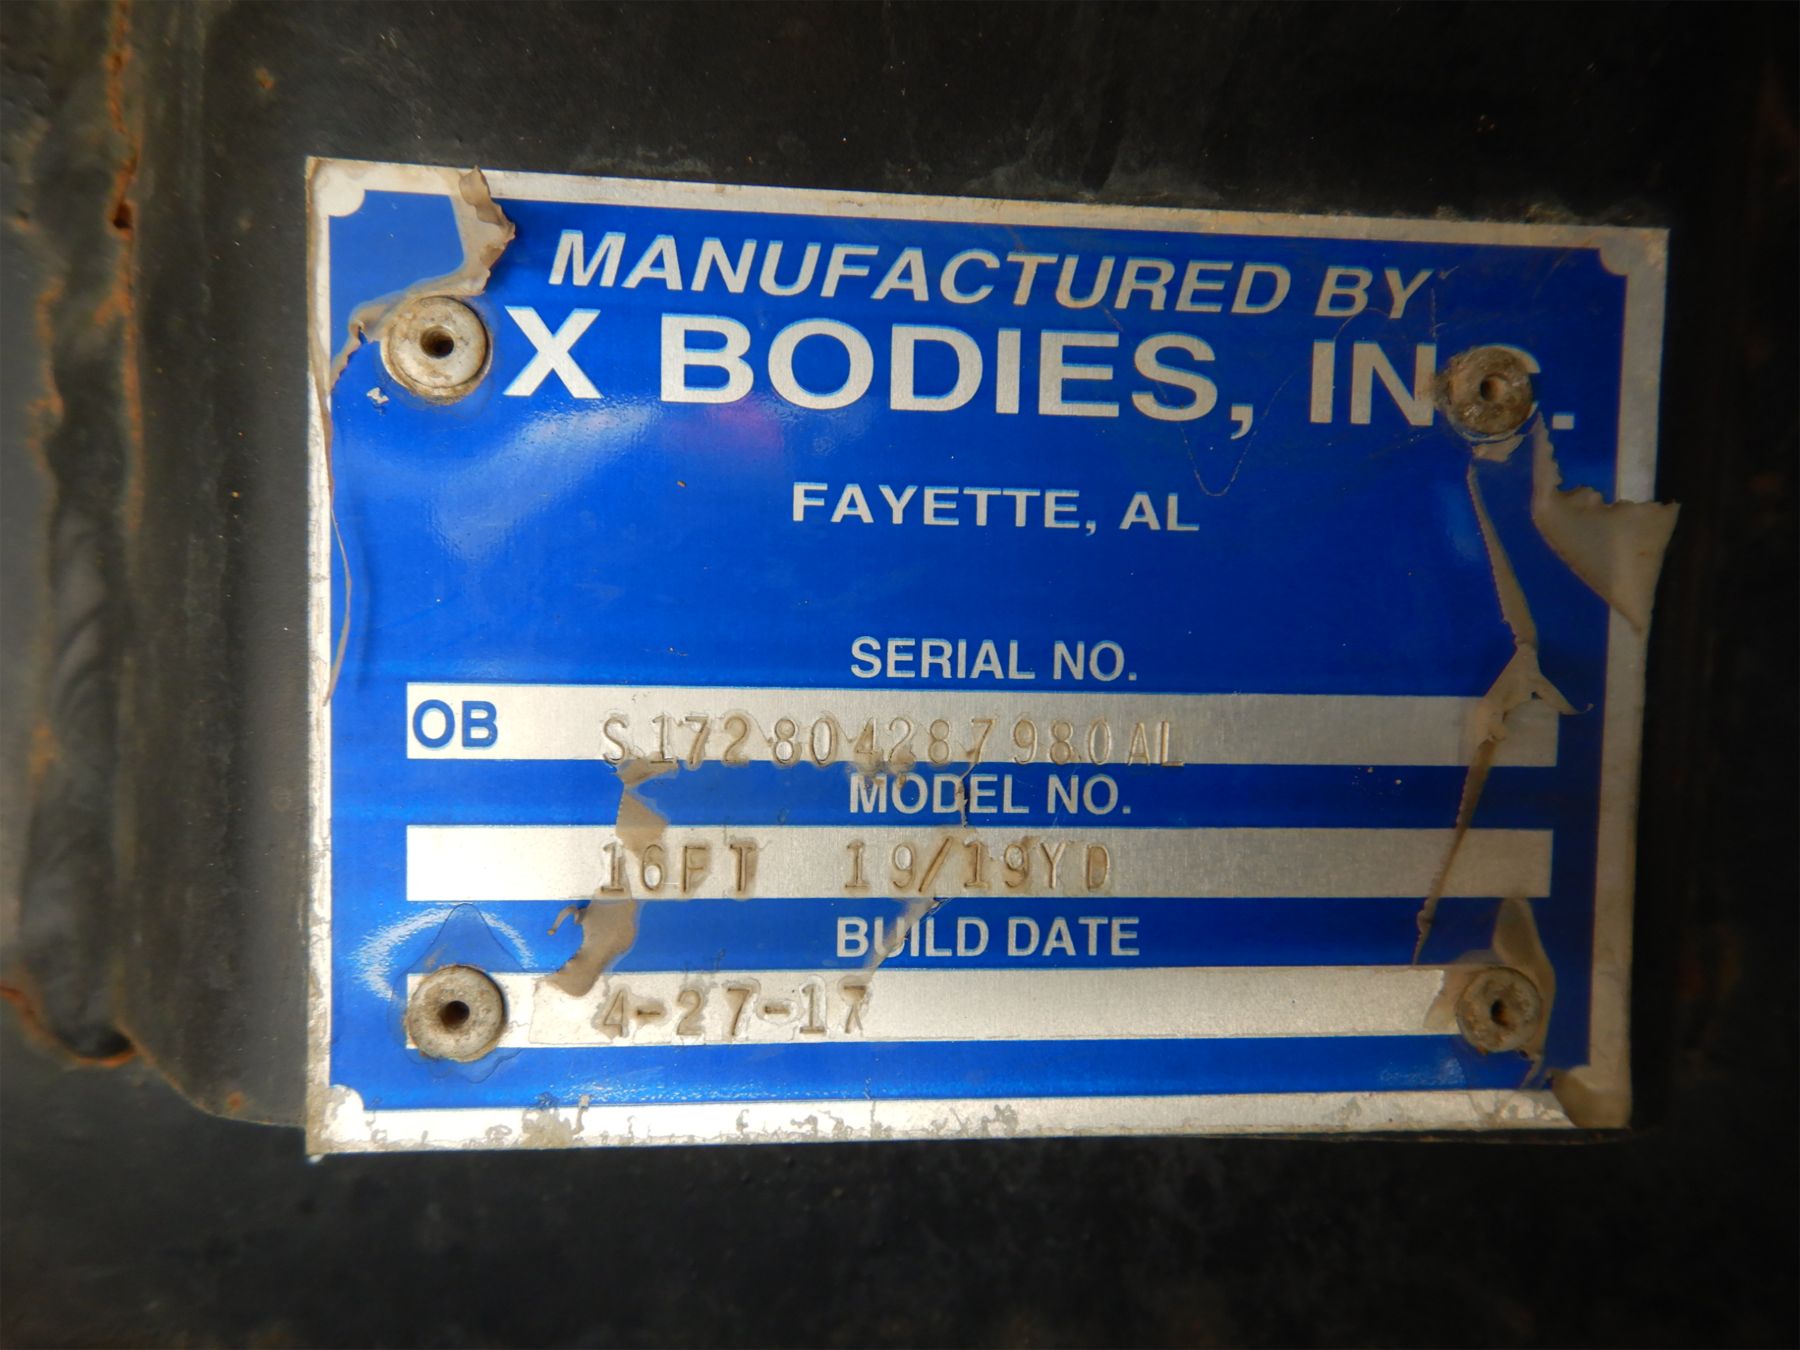 MANUFACTURED BY
X BODIES, INC.
FAYETTE, AL
SERIAL NO.
OB S172804287980AL
MODEL NO.
16FT 19/19YD
BUILD DATE
4-27-17